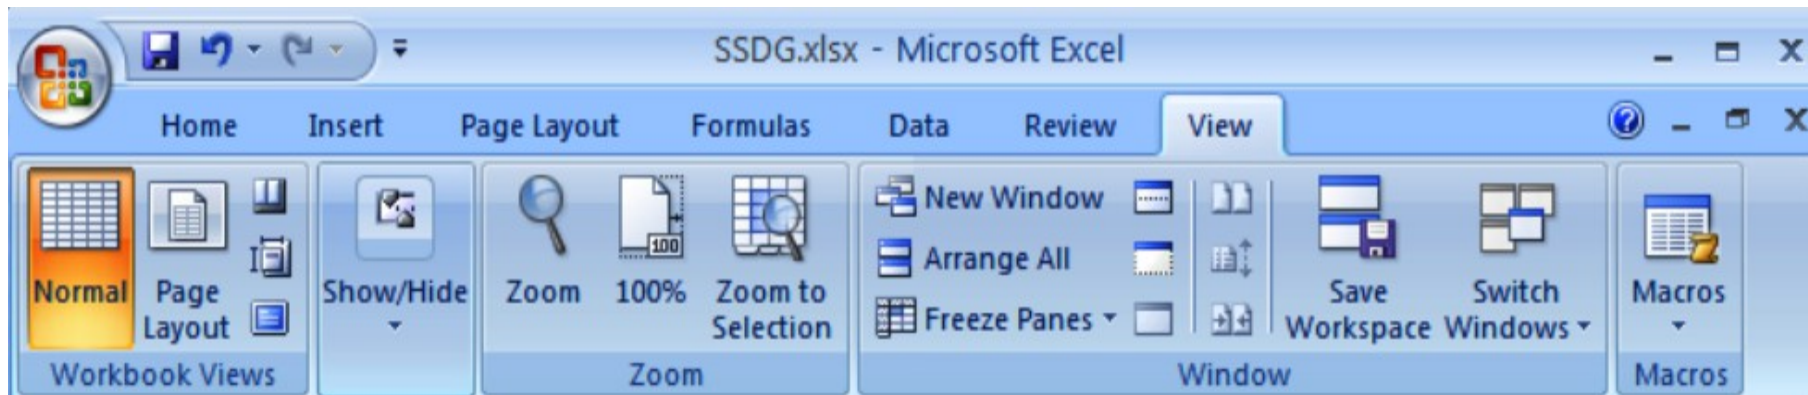 SSDG.xlsx - Microsoft Excel
Home Insert Page Layout Formulas Data Review View
Normal
Page
Layout
Workbook Views
Show/Hide
Zoom
100
100%
Zoom to
Selection
Zoom
New Window
Arrange All
Freeze Panes
Save
Workspace
Switch
Windows
Window
Macros
Macros